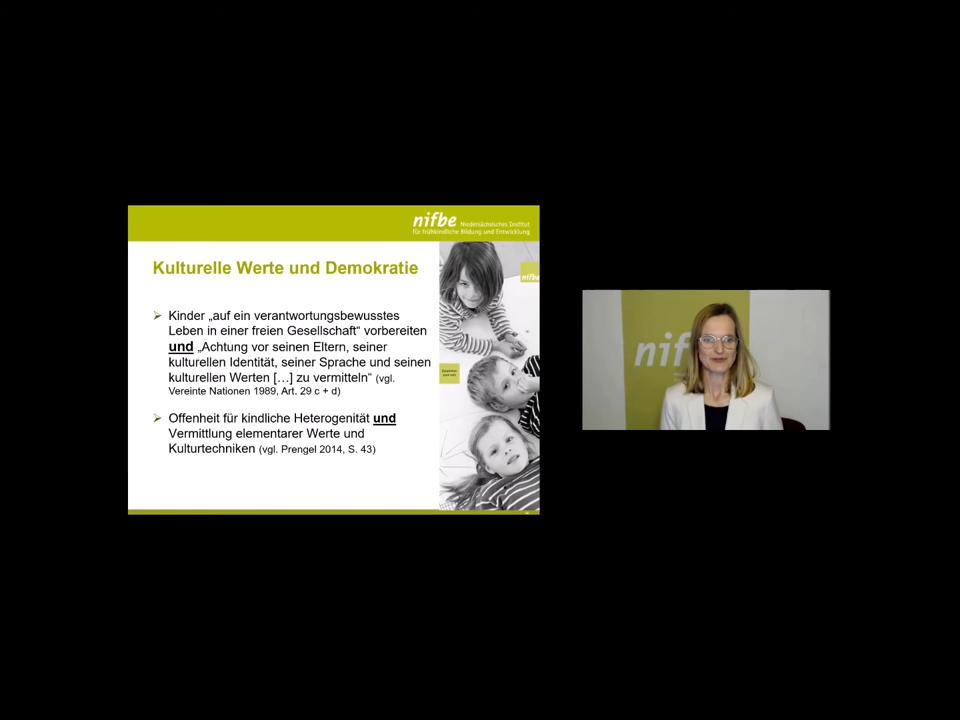 nifbe Niedersächsisches Institut
für frühkindliche Bildung und Entwicklung
Kulturelle Werte und Demokratie
nifbe
Kinder „auf ein verantwortungsbewusstes
Leben in einer freien Gesellschaft“ vorbereiten
und „Achtung vor seinen Eltern, seiner
kulturellen Identität, seiner Sprache und seinen
kulturellen Werten […] zu vermitteln“ (vgl.
Vereinte Nationen 1989, Art. 29 c + d)
Offenheit für kindliche Heterogenität und
Vermittlung elementarer Werte und
Kulturtechniken (vgl. Prengel 2014, S. 43)
nif